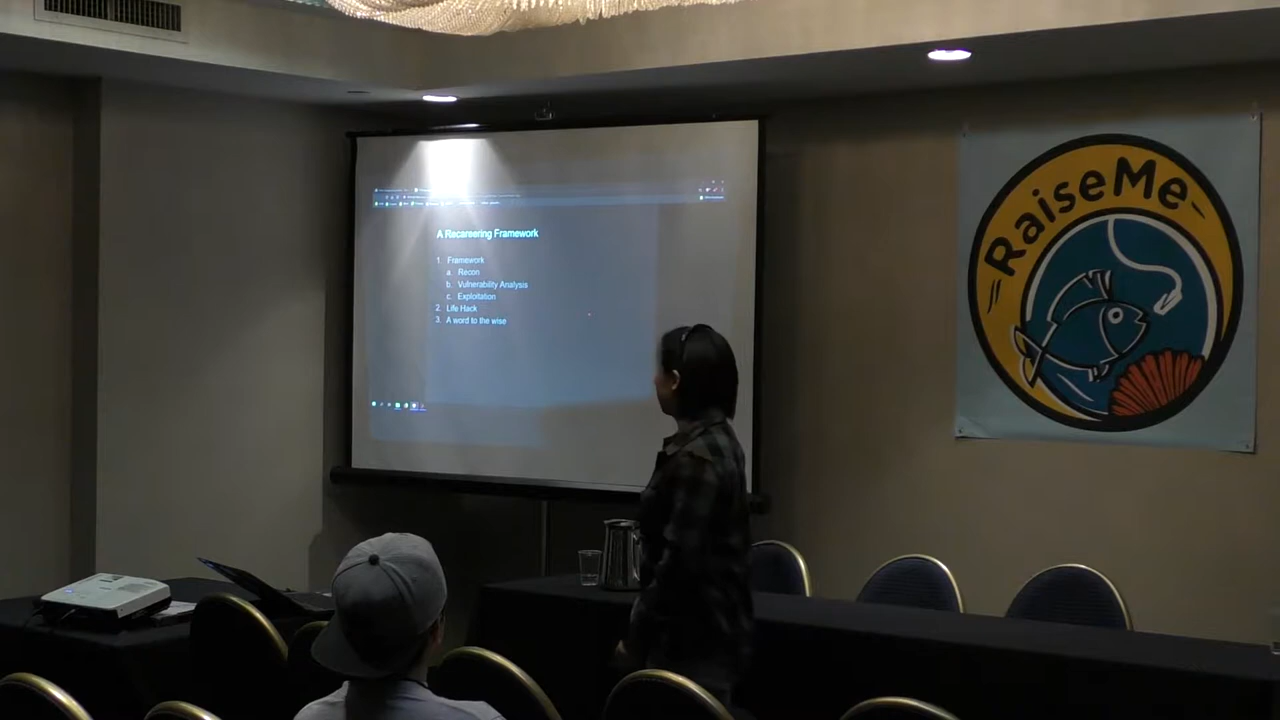 A Recareering Framework
1. Framework
a. Recon
b. Vulnerability Analysis
c. Exploitation
2. Life Hack
3. A word to the wise
RaiseMe